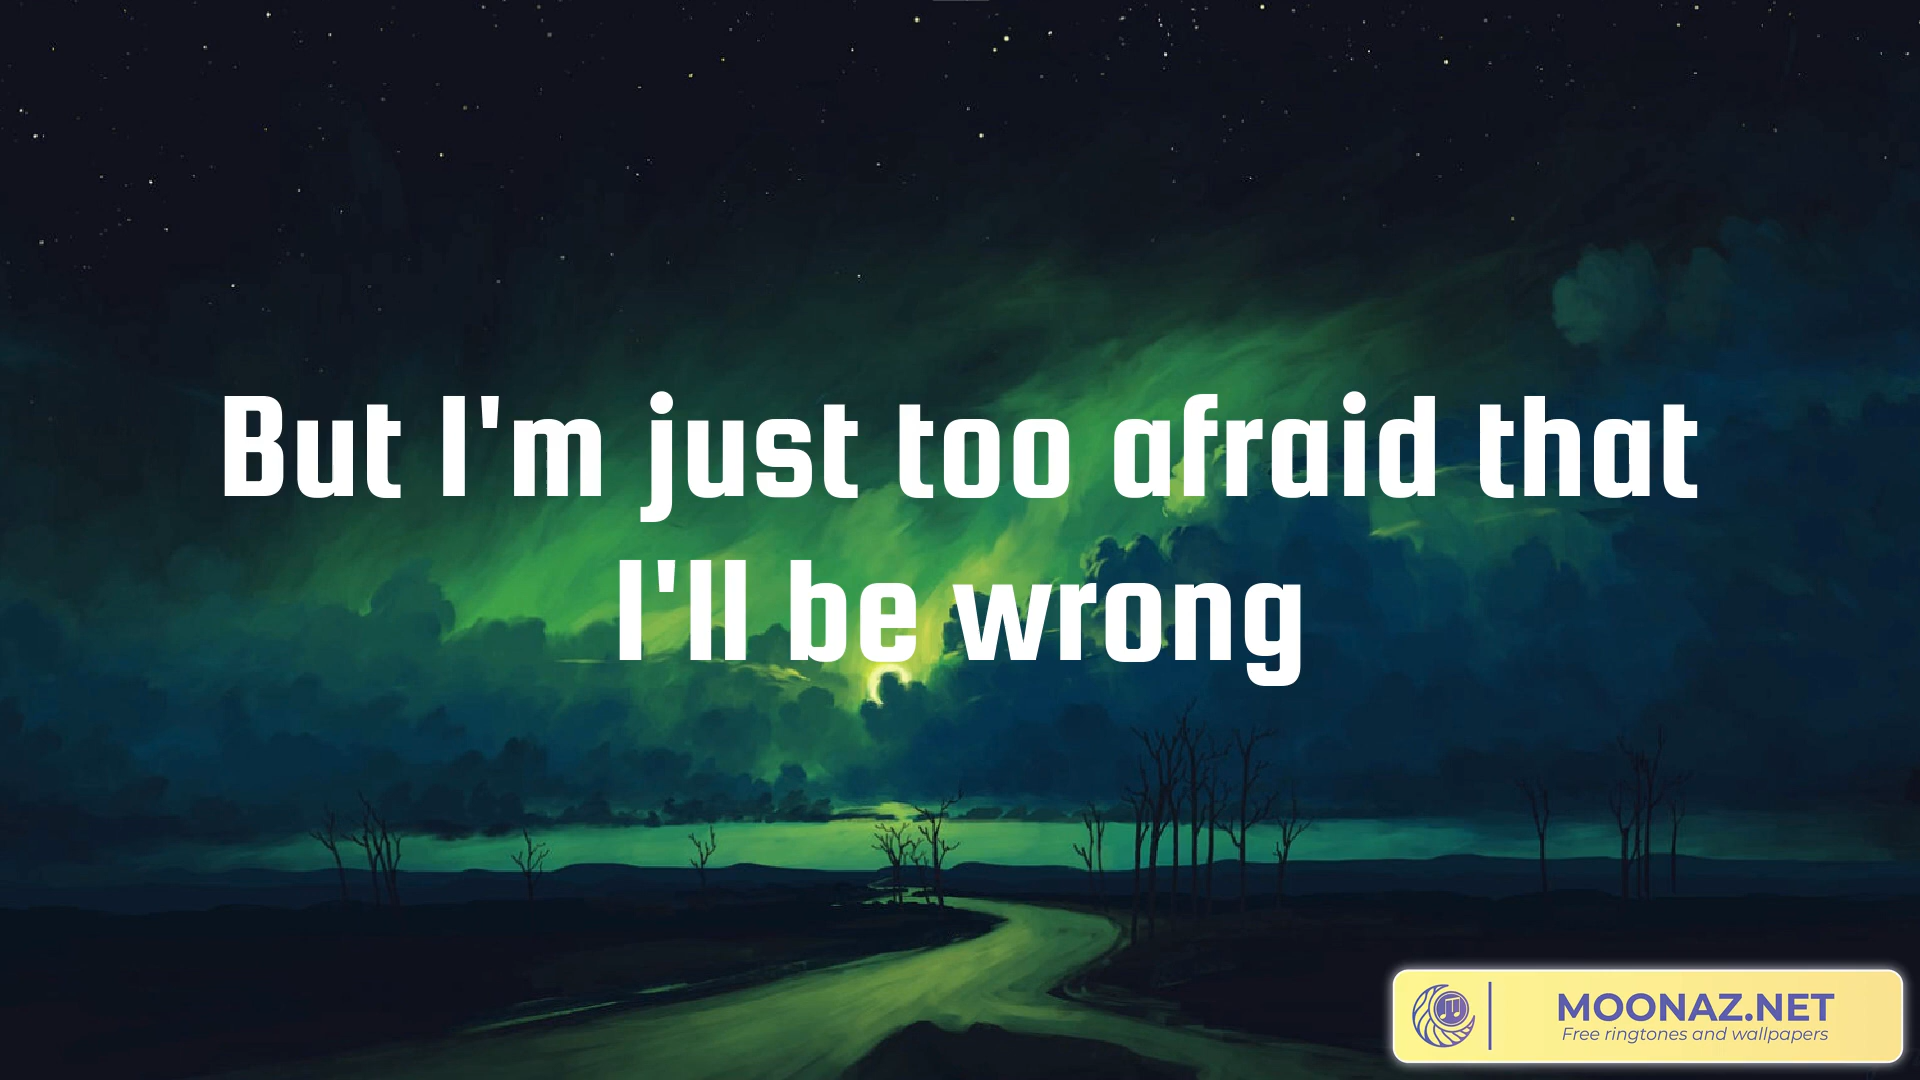 But I'm just too afraid that
I'll be wrong
MOONAZ.NET
Free ringtones and wallpapers